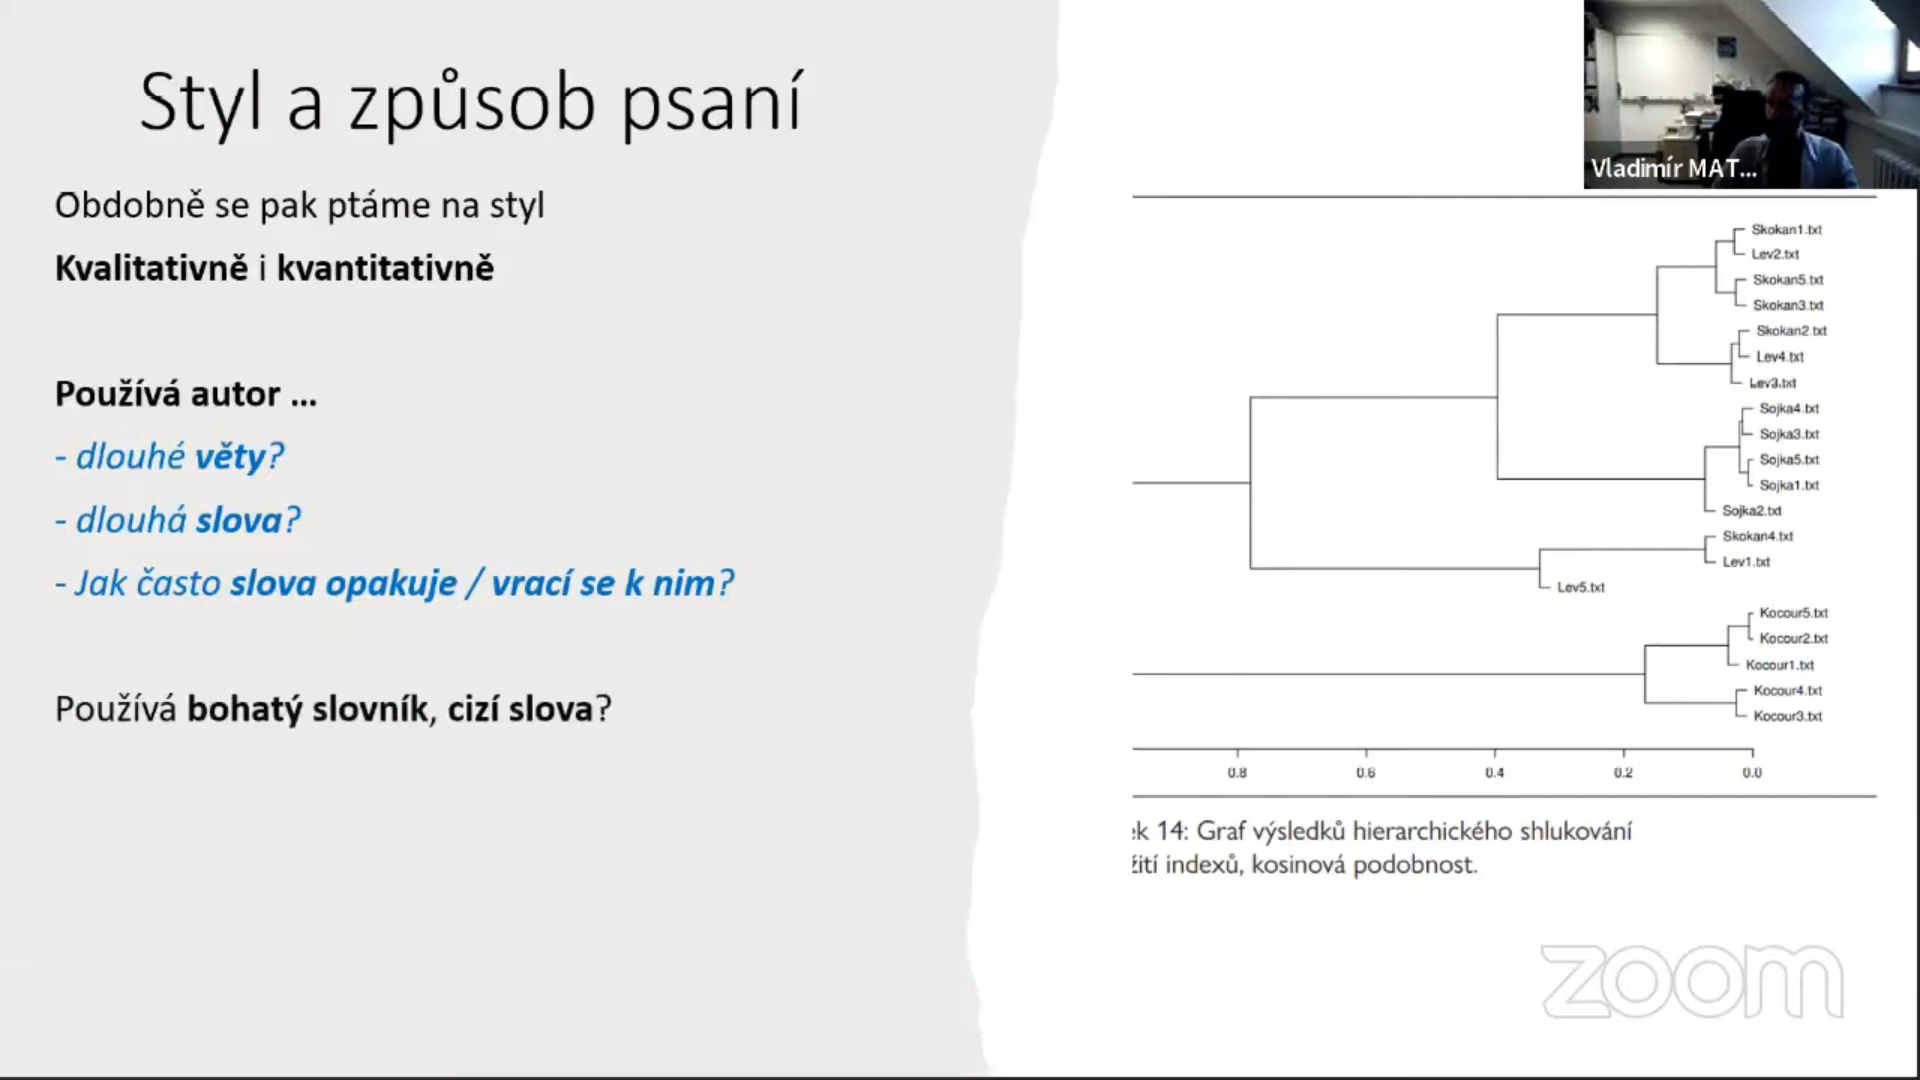 Styl a způsob psaní
Obdobně se pak ptáme na styl
Kvalitativně i kvantitativně
Používá autor ...
- dlouhé věty?
- dlouhá slova?
- Jak často slova opakuje / vrací se k nim?
Používá bohatý slovník, cizí slova?
Vladimír MAT...
Skokan1.txt
Lev2.txt
Skokan5.txt
Skokan3.txt
Skokan2.txt
Lev4.txt
Lev3.txt
Sojka4.txt
Sojka3.txt
Sojka5.txt
Sojka1.txt
Sojka2.txt
Skokan4.txt
Lev1.txt
Lev5.txt
Kocour5.txt
Kocour2.txt
Kocour1.txt
Kocour4.txt
Kocour3.txt
0.8 0.6 0.4 0.2 0.0
ek 14: Graf výsledků hierarchického shlukování
žití indexů, kosinová podobnost.
zoom